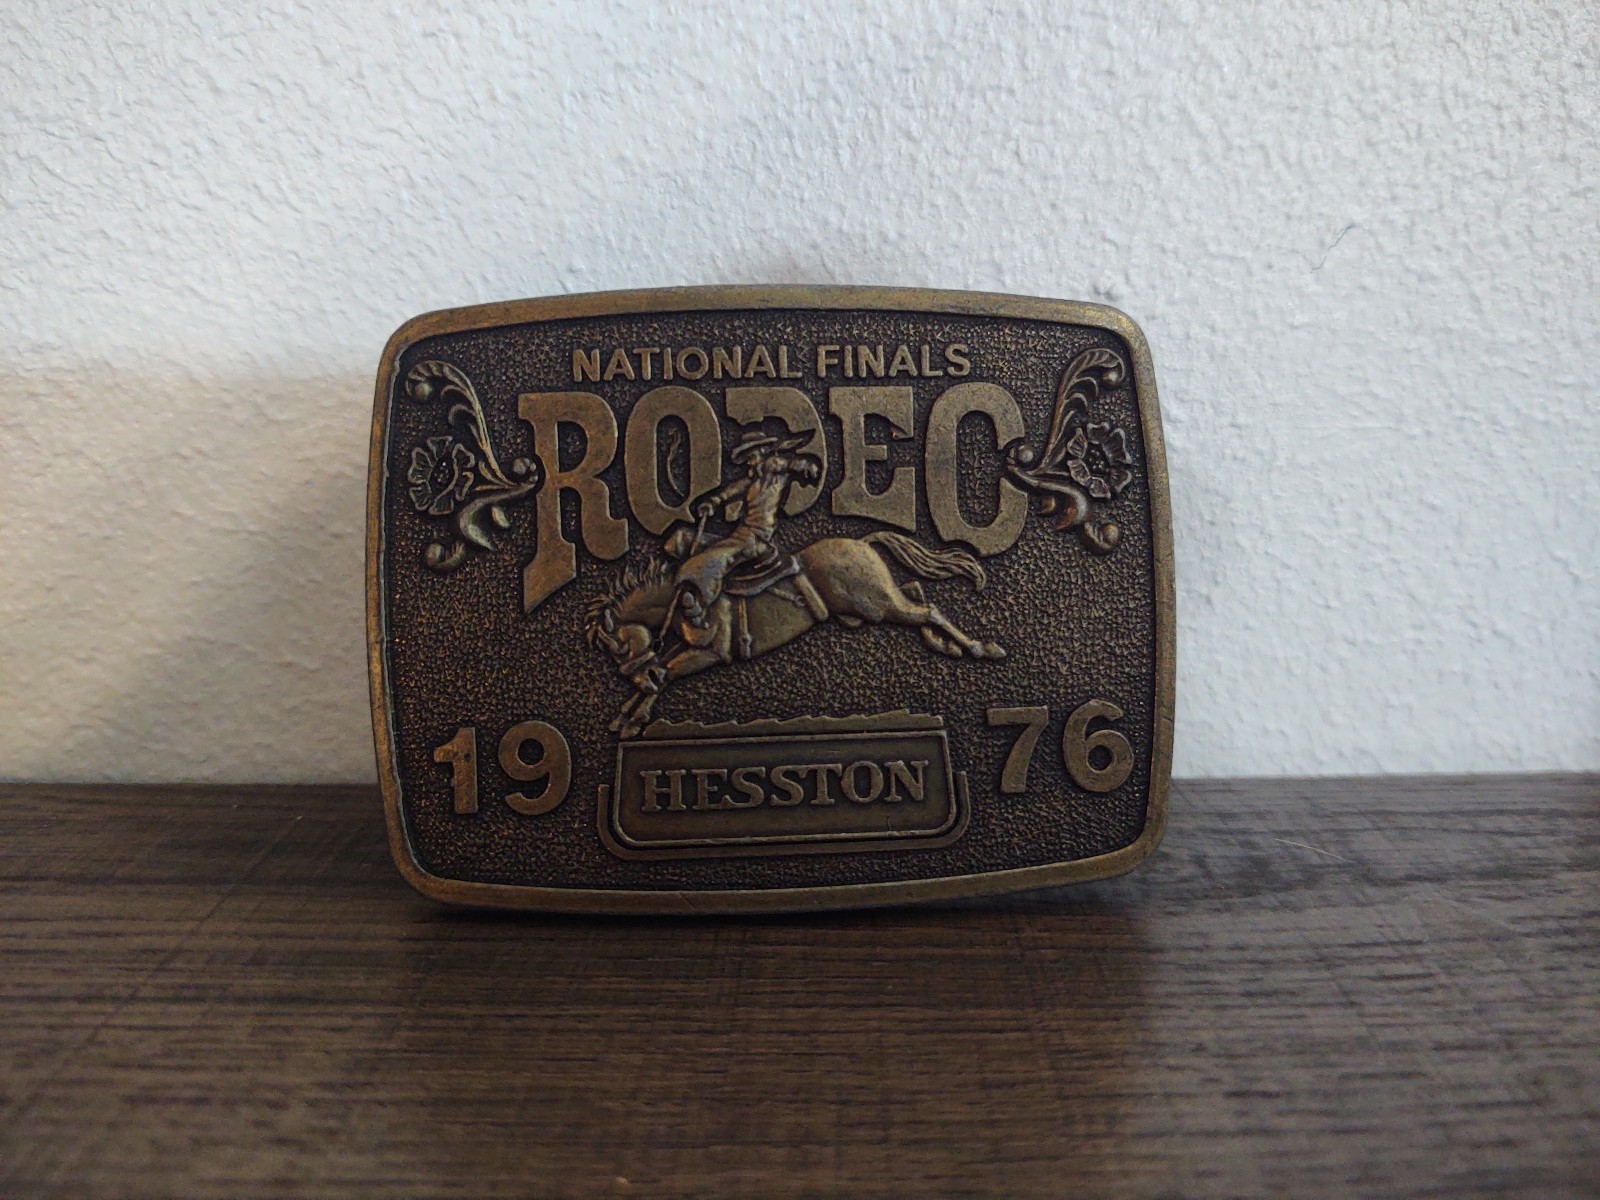 NATIONAL FINALS
RODEO
19 76
HESSTON